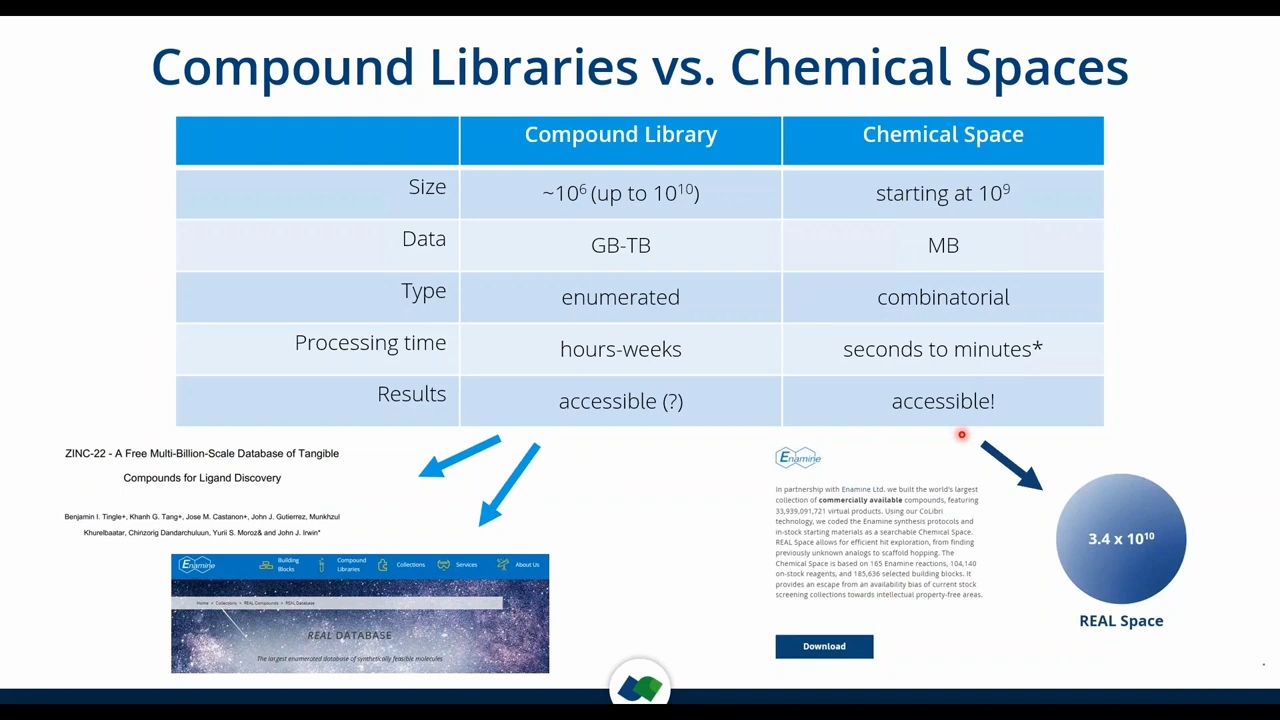 Compound Libraries vs. Chemical Spaces
Compound Library Chemical Space
Size ~10⁶ (up to 10¹⁰) starting at 10⁹
Data GB-TB MB
Type enumerated combinatorial
Processing time hours-weeks seconds to minutes*
Results accessible (?) accessible!
ZINC-22 - A Free Multi-Billion-Scale Database of Tangible
Compounds for Ligand Discovery
Benjamin I. Tingle+, Khanh G. Tang+, Jose M. Castanon+, John J. Gutierrez, Munkhzul
Khurelbaatar, Chinzorig Dandarchuluun, Yurii S. Moroz& and John J. Irwin*
Enamine
Building
Blocks
Compound
Libraries
Collections
Services
About Us
Home > Collections > REAL Compounds > REAL Database
REAL DATABASE
The largest enumerated database of synthetically feasible molecules
Enamine
In partnership with Enamine Ltd. we built the world's largest
collection of commercially available compounds, featuring
33,939,091,721 virtual products. Using our CoLibri
technology, we coded the Enamine synthesis protocols and
in-stock starting materials as a searchable Chemical Space.
REAL Space allows for efficient hit exploration, from finding
previously unknown analogs to scaffold hopping. The
Chemical Space is based on 165 Enamine reactions, 104,140
on-stock reagents, and 185,636 selected building blocks. It
provides an escape from an availability bias of current stock
screening collections towards intellectual property-free areas.
Download
3.4 x 10¹⁰
REAL Space